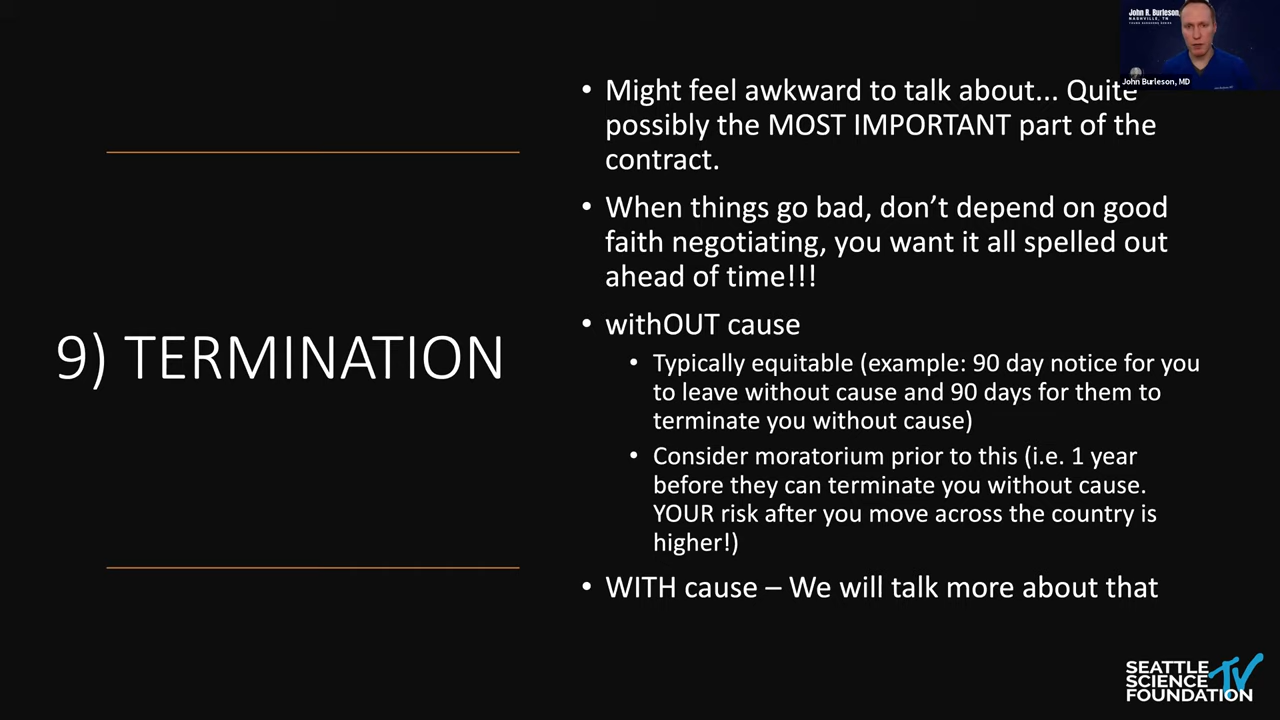 John R. Burleson
NASHVILLE, TN
John Burleson, MD
9) TERMINATION
• Might feel awkward to talk about... Quite
possibly the MOST IMPORTANT part of the
contract.
• When things go bad, don’t depend on good
faith negotiating, you want it all spelled out
ahead of time!!!
• withOUT cause
• Typically equitable (example: 90 day notice for you
to leave without cause and 90 days for them to
terminate you without cause)
• Consider moratorium prior to this (i.e. 1 year
before they can terminate you without cause.
YOUR risk after you move across the country is
higher!)
• WITH cause – We will talk more about that
SEATTLE
SCIENCE
FOUNDATION
TV